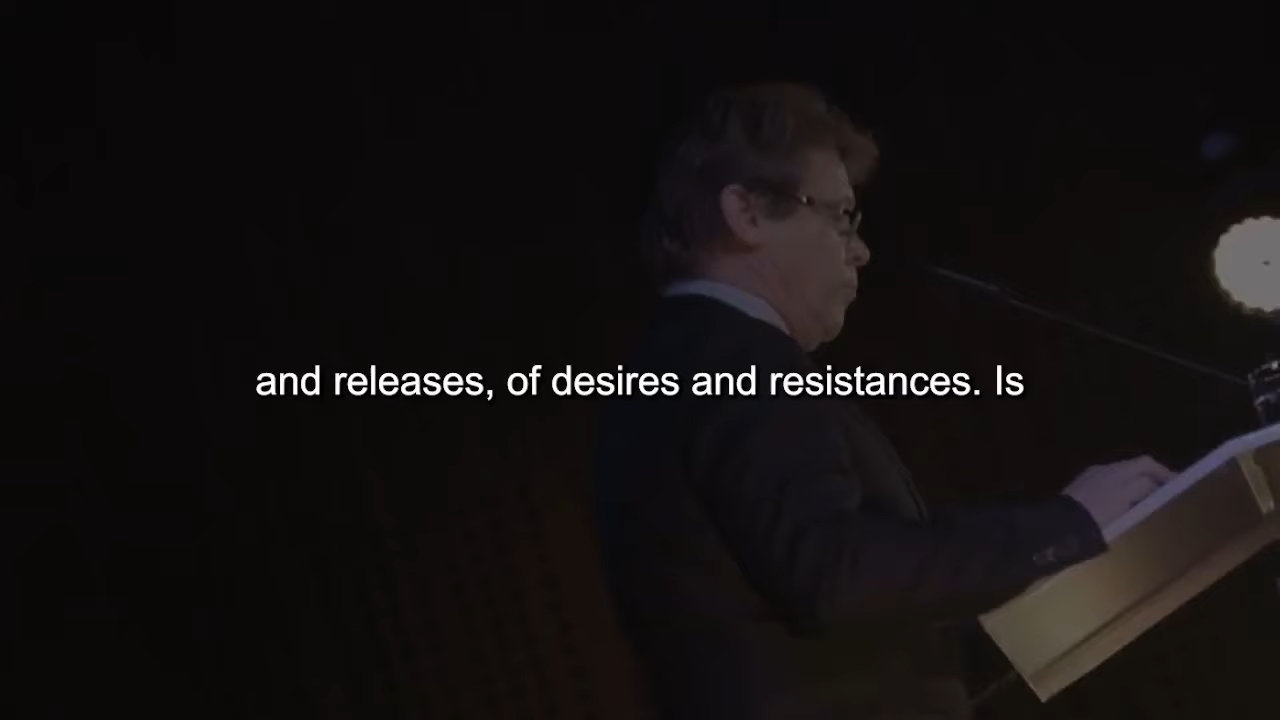 and releases, of desires and resistances. Is